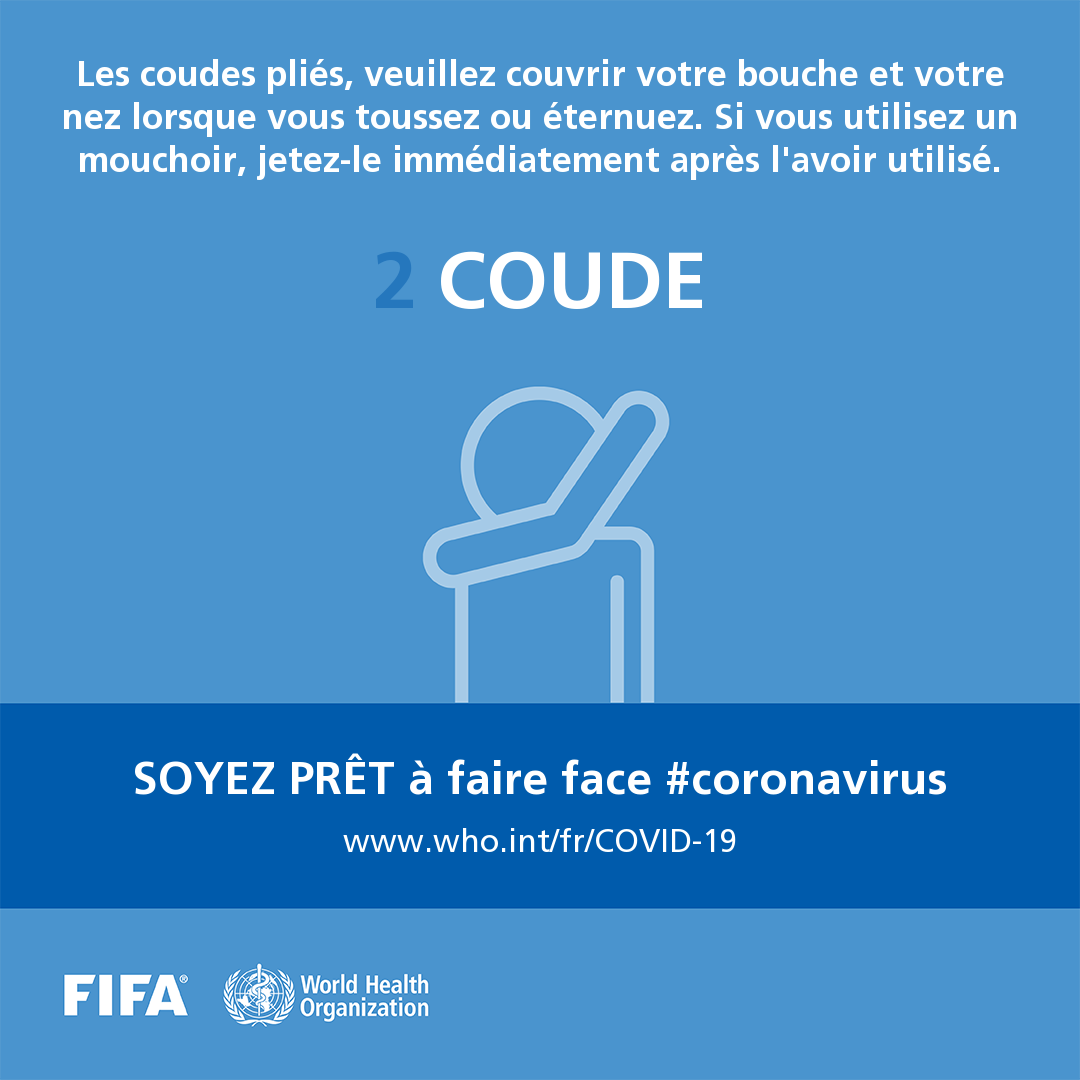 Les coudes pliés, veuillez couvrir votre bouche et votre
nez lorsque vous toussez ou éternuez. Si vous utilisez un
mouchoir, jetez-le immédiatement après l'avoir utilisé.
2 COUDE
SOYEZ PRÊT à faire face #coronavirus
www.who.int/fr/COVID-19
FIFA®
World Health
Organization